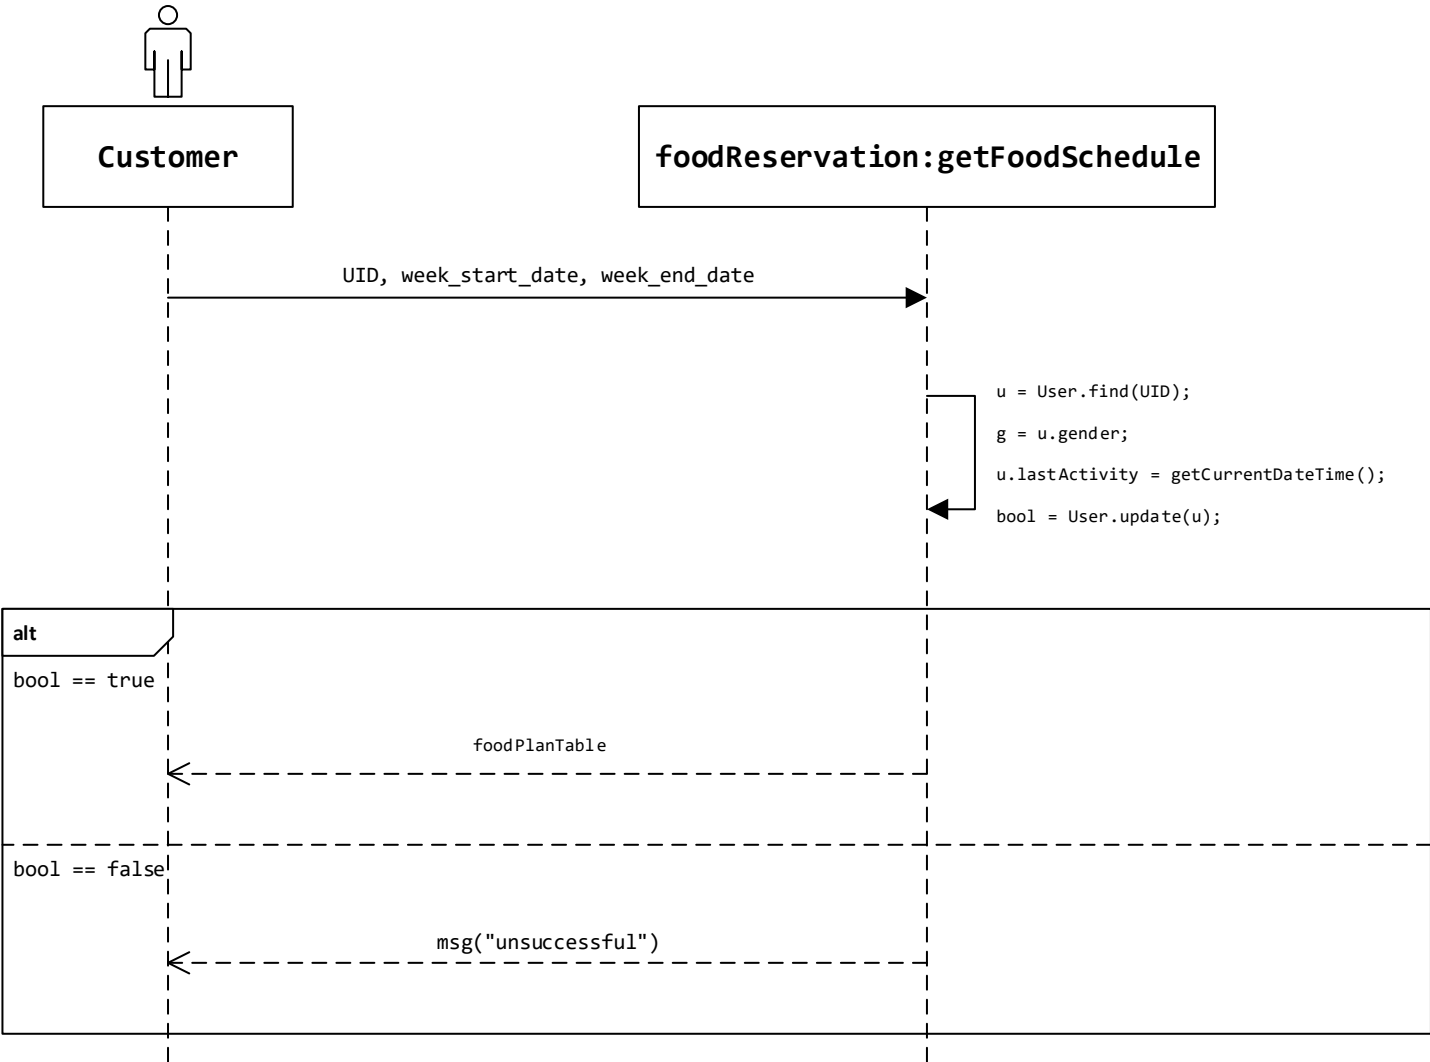 Customer
foodReservation:getFoodSchedule
UID, week_start_date, week_end_date
u = User.find(UID);
g = u.gender;
u.lastActivity = getCurrentDateTime();
bool = User.update(u);
alt
bool == true
foodPlanTable
bool == false
msg("unsuccessful")